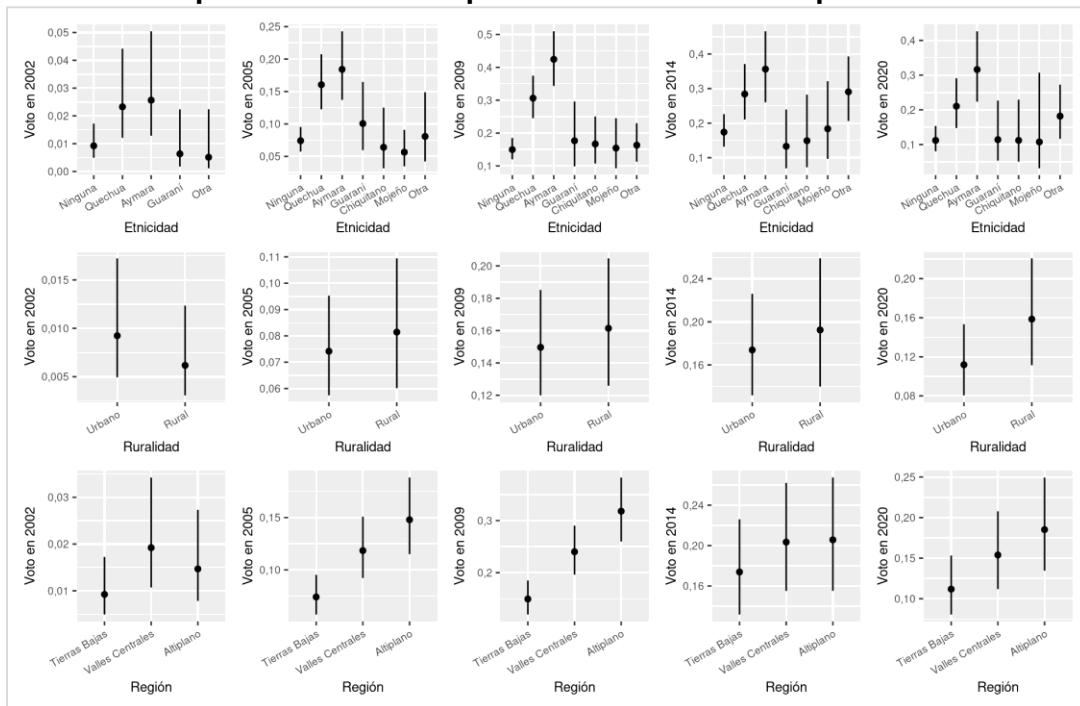 0,05
0,04
0,03
0,02
0,01
0,00
Voto en 2002
Ninguna
Quechua
Aymara
Guaraní
Otra
Etnicidad
0,25
0,20
0,15
0,10
0,05
Voto en 2005
Ninguna
Quechua
Aymara
Guaraní
Chiquitano
Mojeño
Otra
Etnicidad
0,5
0,4
0,3
0,2
0,1
Voto en 2009
Ninguna
Quechua
Aymara
Guaraní
Chiquitano
Mojeño
Otra
Etnicidad
0,4
0,3
0,2
0,1
Voto en 2014
Ninguna
Quechua
Aymara
Guaraní
Chiquitano
Mojeño
Otra
Etnicidad
0,4
0,3
0,2
0,1
Voto en 2020
Ninguna
Quechua
Aymara
Guaraní
Chiquitano
Mojeño
Otra
Etnicidad
0,015
0,010
0,005
Voto en 2002
Urbano
Rural
Ruralidad
0,11
0,10
0,09
0,08
0,07
0,06
Voto en 2005
Urbano
Rural
Ruralidad
0,20
0,18
0,16
0,14
0,12
Voto en 2009
Urbano
Rural
Ruralidad
0,24
0,20
0,16
Voto en 2014
Urbano
Rural
Ruralidad
0,20
0,16
0,12
0,08
Voto en 2020
Urbano
Rural
Ruralidad
0,03
0,02
0,01
Voto en 2002
Tierras Bajas
Valles Centrales
Altiplano
Región
0,15
0,10
Voto en 2005
Tierras Bajas
Valles Centrales
Altiplano
Región
0,3
0,2
Voto en 2009
Tierras Bajas
Valles Centrales
Altiplano
Región
0,24
0,20
0,16
Voto en 2014
Tierras Bajas
Valles Centrales
Altiplano
Región
0,25
0,20
0,15
0,10
Voto en 2020
Tierras Bajas
Valles Centrales
Altiplano
Región